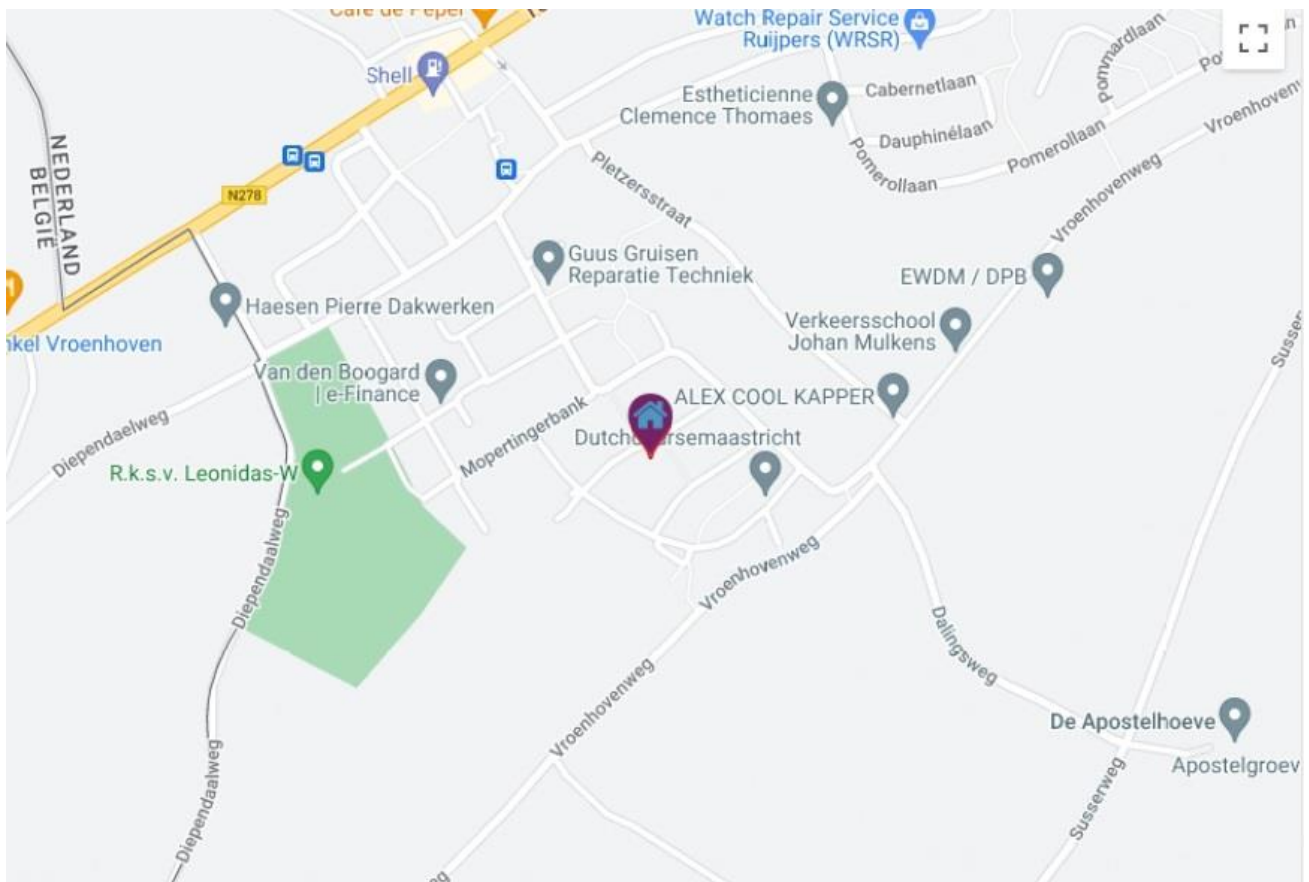 Café de Peper
Watch Repair Service
Ruijpers (WRSR)
Shell
Estheticienne
Clemence Thomaes
Cabernetlaan
Dauphinélaan
Pomerollaan
Pomerollaan
Pommardlaan
Vroenhovenweg
NEDERLAND
BELGIË
N278
Pletzersstraat
Vroenhovenweg
Guus Gruisen
Reparatie Techniek
EWDM / DPB
Haesen Pierre Dakwerken
Verkeersschool
Johan Mulkens
nkel Vroenhoven
Van den Boogard
| e-Finance
ALEX COOL KAPPER
Diependaelweg
Mopertingerbank
R.k.s.v. Leonidas-W
Susser
Diependaalweg
Vroenhovenweg
Dalingsweg
Vroenhovenweg
De Apostelhoeve
Apostelgroev
Diependaalweg
Susserweg